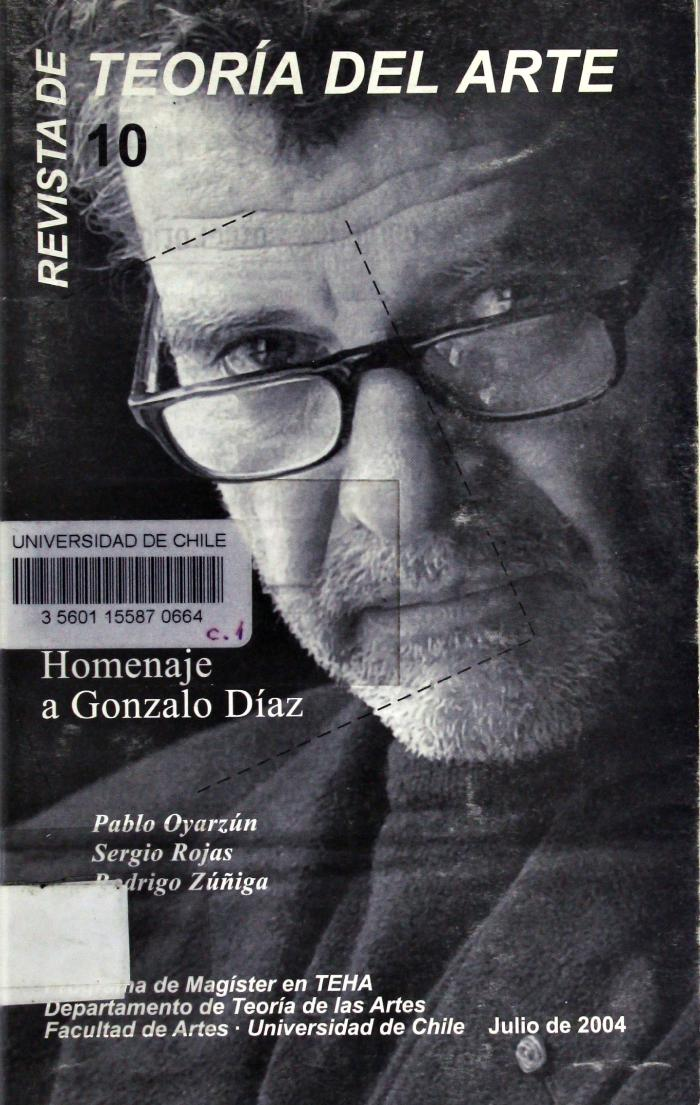 REVISTA DE
TEORÍA DEL ARTE
10
UNIVERSIDAD DE CHILE
3 5601 15587 0664
c.1
Homenaje
a Gonzalo Díaz
Pablo Oyarzún
Sergio Rojas
Rodrigo Zúñiga
Programa de Magíster en TEHA
Departamento de Teoría de las Artes
Facultad de Artes · Universidad de Chile Julio de 2004